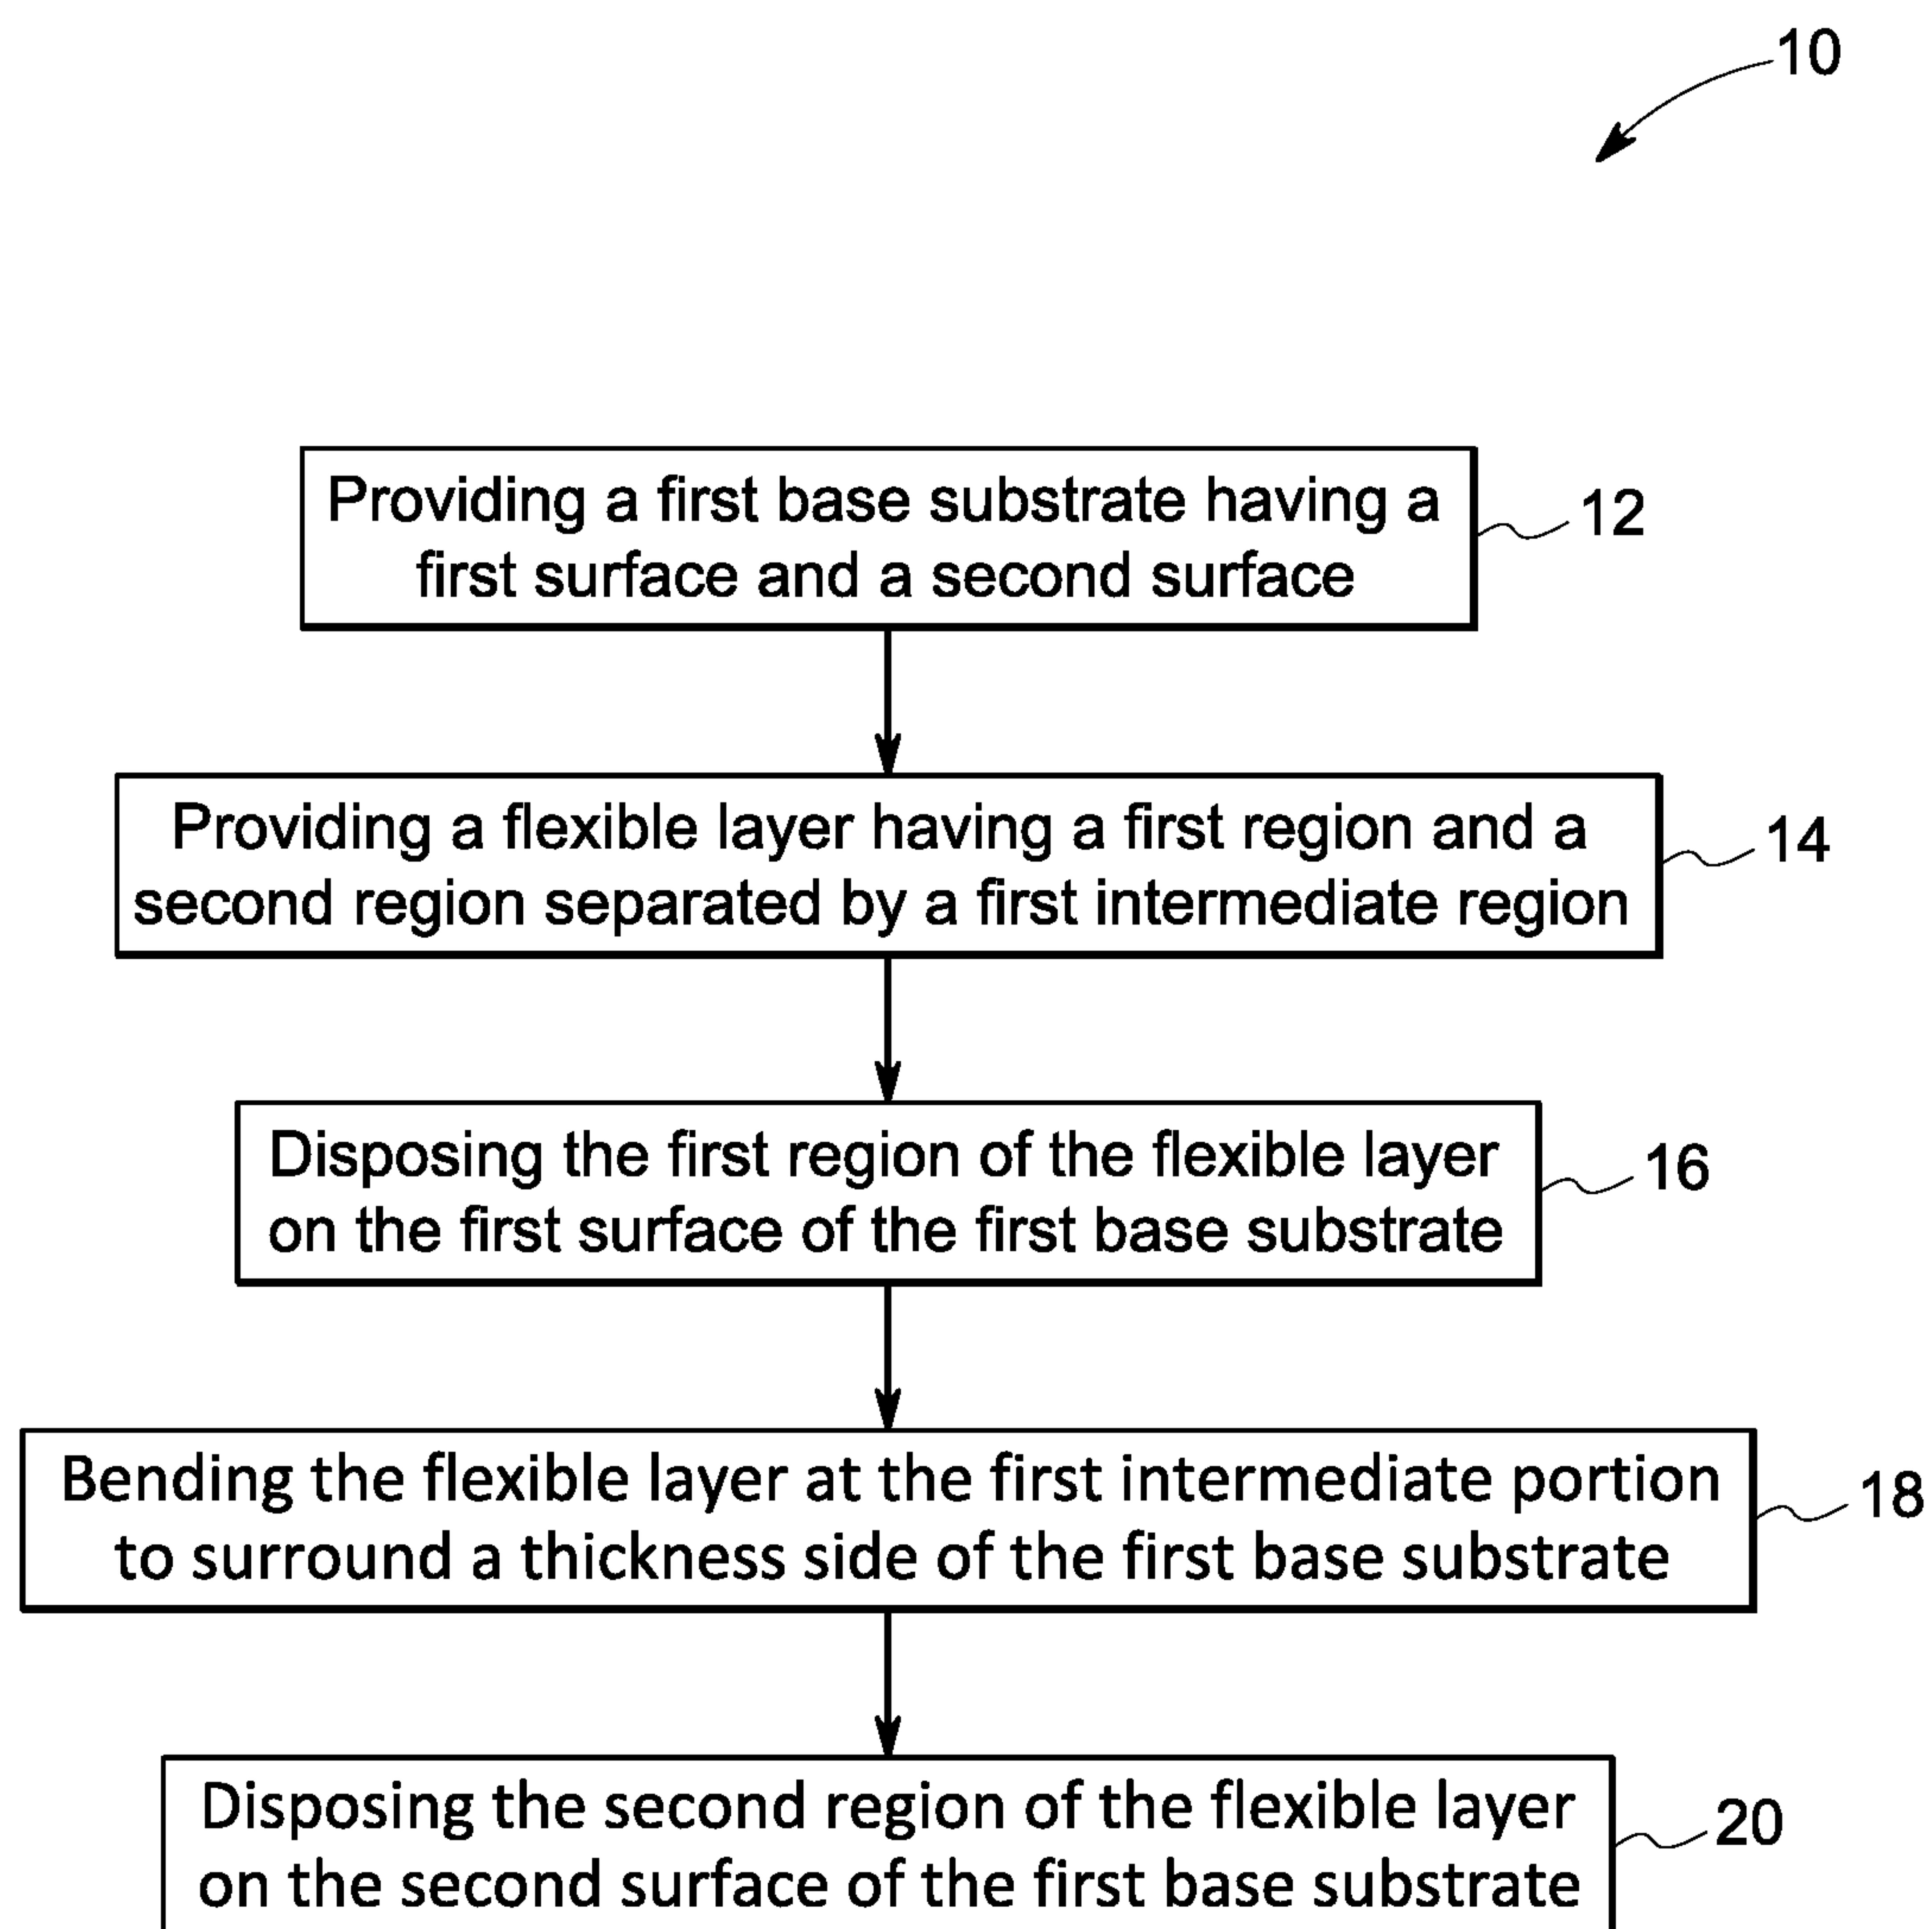 10
Providing a first base substrate having a
first surface and a second surface
12
Providing a flexible layer having a first region and a
second region separated by a first intermediate region
14
Disposing the first region of the flexible layer
on the first surface of the first base substrate
16
Bending the flexible layer at the first intermediate portion
to surround a thickness side of the first base substrate
18
Disposing the second region of the flexible layer
on the second surface of the first base substrate
20